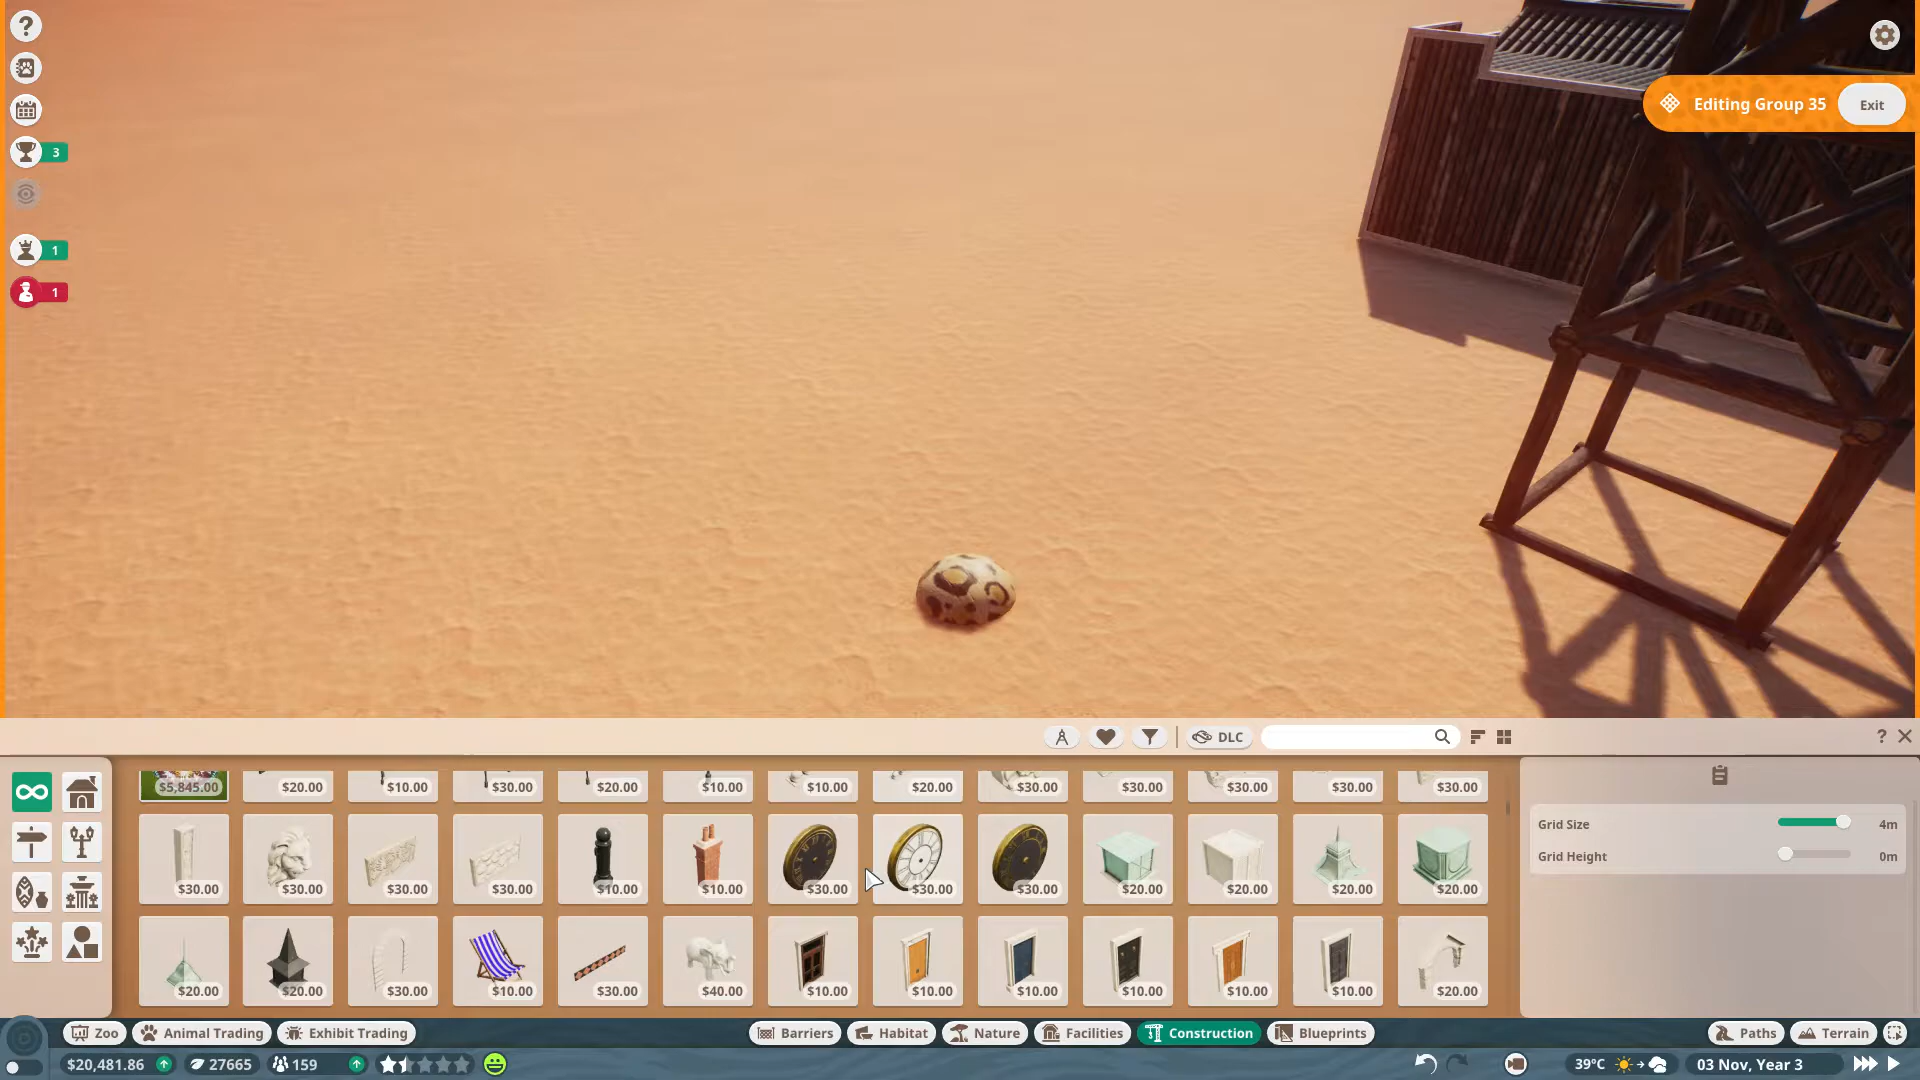 Editing Group 35 Exit
3
1
1
DLC
$5,845.00 $20.00 $10.00 $30.00 $20.00 $10.00 $10.00 $20.00 $30.00 $30.00 $30.00 $30.00 $30.00
Grid Size 4m
Grid Height 0m
$30.00 $30.00 $30.00 $30.00 $10.00 $10.00 $30.00 $30.00 $30.00 $20.00 $20.00 $20.00 $20.00
$20.00 $20.00 $30.00 $10.00 $30.00 $40.00 $10.00 $10.00 $10.00 $10.00 $10.00 $10.00 $20.00
Zoo Animal Trading Exhibit Trading Barriers Habitat Nature Facilities Construction Blueprints Paths Terrain
$20,481.86 27665 159 39°C 03 Nov, Year 3